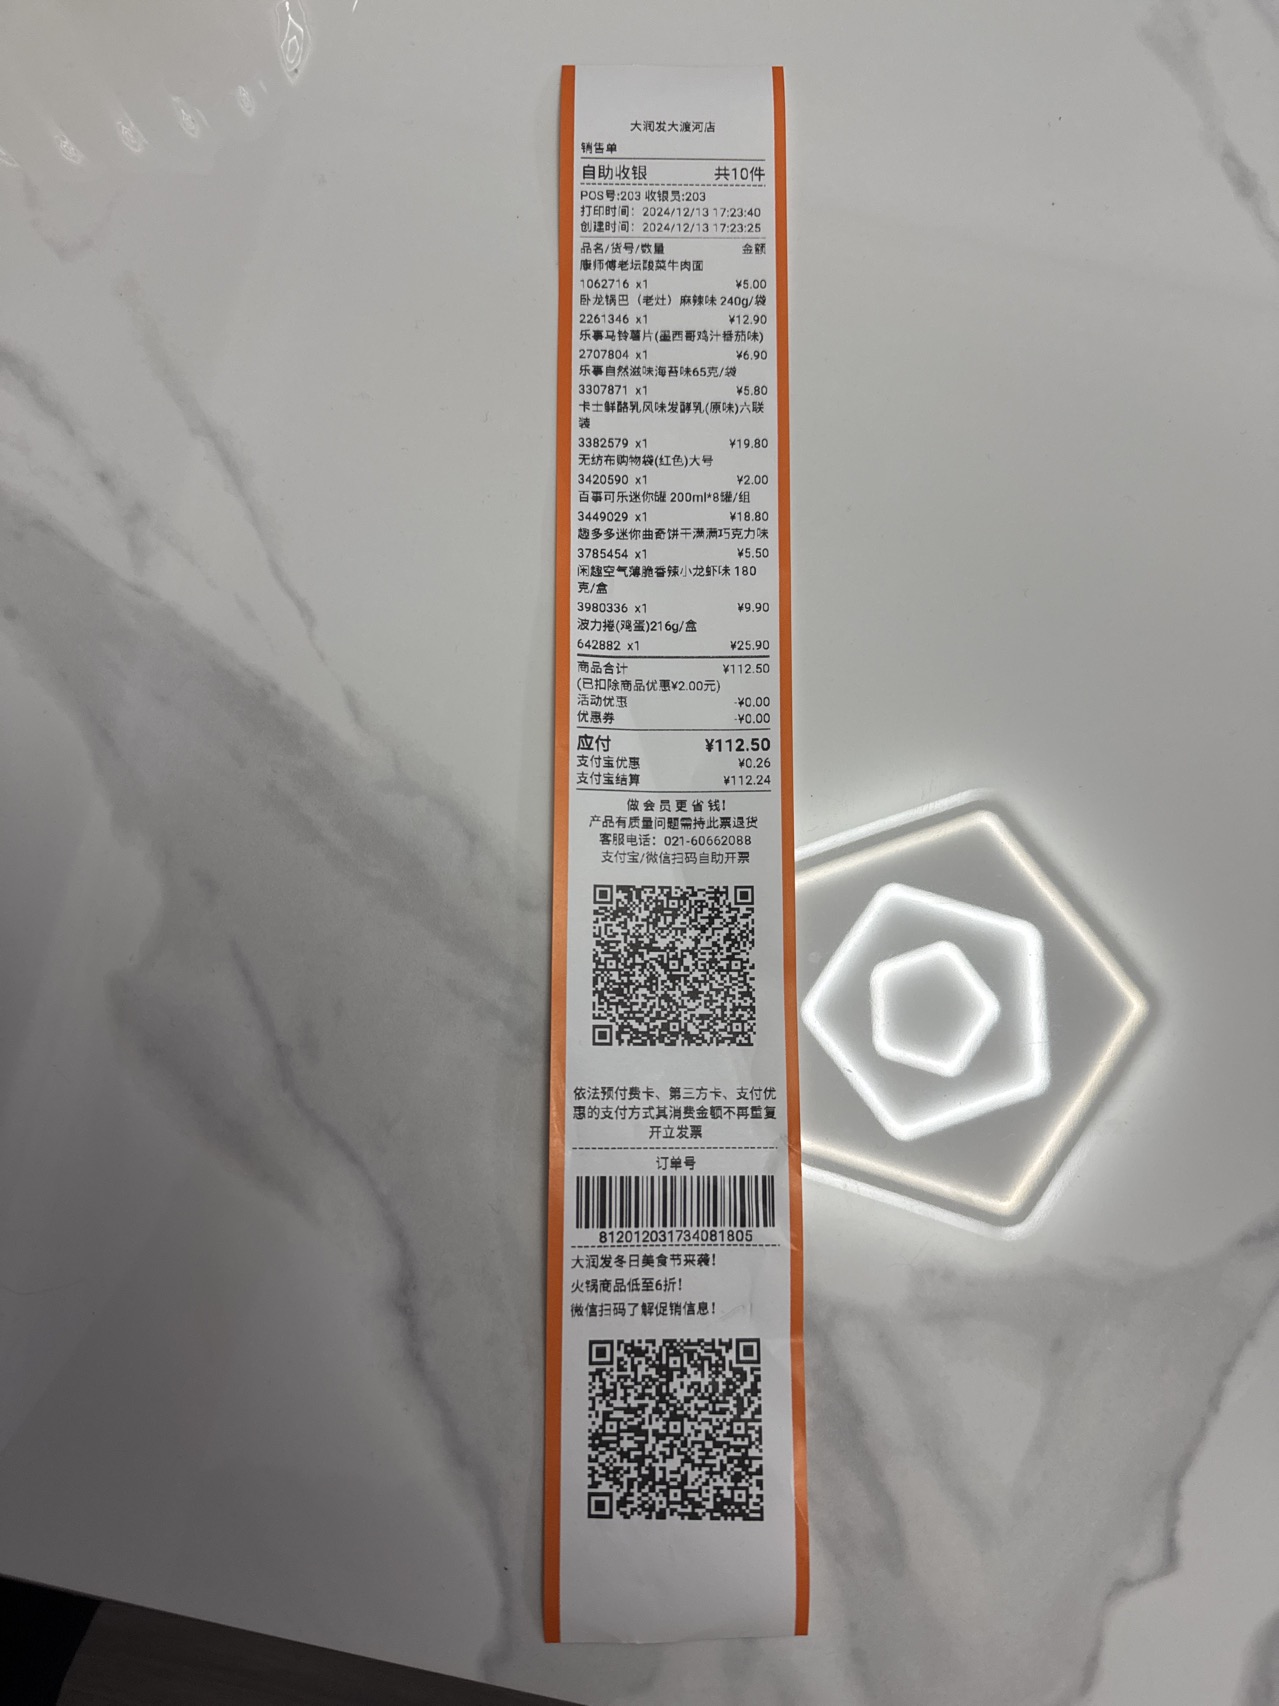 大润发大渡河店
销售单
自助收银 共10件
POS号:203 收银员:203
打印时间: 2024/12/13 17:23:40
创建时间: 2024/12/13 17:23:25
品名/货号/数量 金额
康师傅老坛酸菜牛肉面
1062716 x1 ¥5.00
卧龙锅巴（老灶）麻辣味 240g/袋
2261346 x1 ¥12.90
乐事马铃薯片(墨西哥鸡汁番茄味)
2707804 x1 ¥6.90
乐事自然滋味海苔味65克/袋
3307871 x1 ¥5.80
卡士鲜酪乳风味发酵乳(原味)六联
装
3382579 x1 ¥19.80
无纺布购物袋(红色)大号
3420590 x1 ¥2.00
百事可乐迷你罐 200ml*8罐/组
3449029 x1 ¥18.80
趣多多迷你曲奇饼干满满巧克力味
3785454 x1 ¥5.50
闲趣空气薄脆香辣小龙虾味 180
克/盒
3980336 x1 ¥9.90
波力捲(鸡蛋)216g/盒
642882 x1 ¥25.90
商品合计 ¥112.50
(已扣除商品优惠¥2.00元)
活动优惠 -¥0.00
优惠券 -¥0.00
应付 ¥112.50
支付宝优惠 ¥0.26
支付宝结算 ¥112.24
做会员更省钱!
产品有质量问题需持此票退货
客服电话: 021-60662088
支付宝/微信扫码自助开票
依法预付费卡、第三方卡、支付优
惠的支付方式其消费金额不再重复
开立发票
订单号
812012031734081805
大润发冬日美食节来袭!
火锅商品低至6折!
微信扫码了解促销信息!